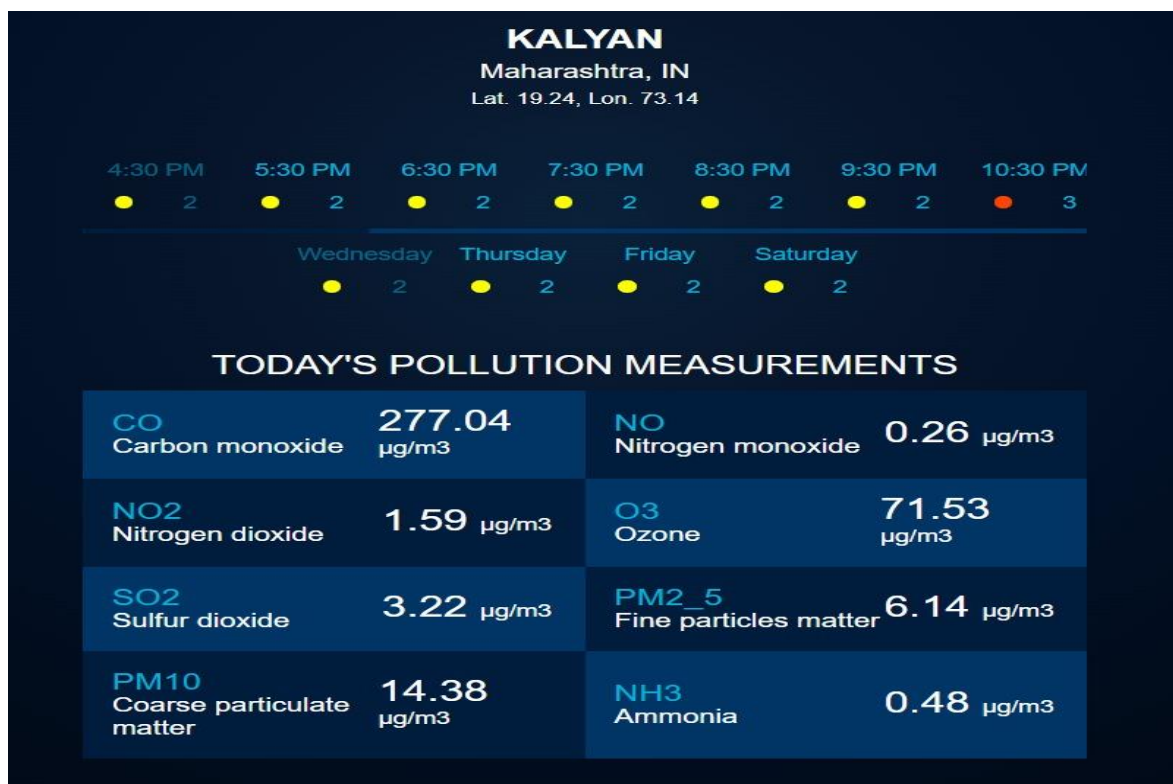 KALYAN
Maharashtra, IN
Lat. 19.24, Lon. 73.14
4:30 PM 5:30 PM 6:30 PM 7:30 PM 8:30 PM 9:30 PM 10:30 PM
2 2 2 2 2 2 3
Wednesday Thursday Friday Saturday
2 2 2 2
TODAY'S POLLUTION MEASUREMENTS
CO
Carbon monoxide
277.04
µg/m3
NO
Nitrogen monoxide
0.26 µg/m3
NO2
Nitrogen dioxide
1.59 µg/m3
O3
Ozone
71.53
µg/m3
SO2
Sulfur dioxide
3.22 µg/m3
PM2_5
Fine particles matter
6.14 µg/m3
PM10
Coarse particulate
matter
14.38
µg/m3
NH3
Ammonia
0.48 µg/m3